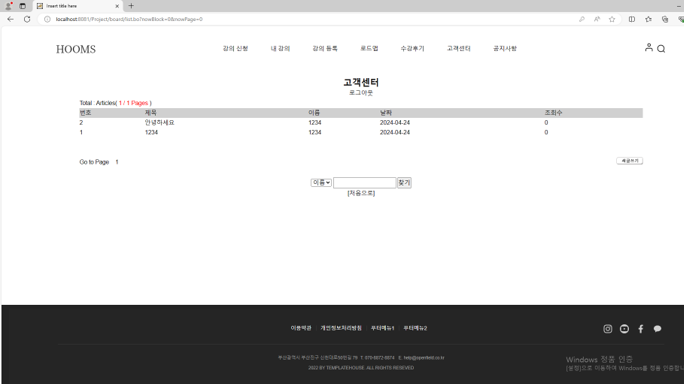 Insert title here
localhost:8081/Project/board/list.bo?nowBlock=0&nowPage=0
HOOMS 강의 신청 내 강의 강의 등록 로드맵 수강후기 고객센터 공지사항
고객센터
로그아웃
Total : Articles( 1 / 1 Pages )
번호 제목 이름 날짜 조회수
2 안녕하세요 1234 2024-04-24 0
1 1234 1234 2024-04-24 0
Go to Page 1 새글쓰기
이름 찾기
[처음으로]
이용약관 개인정보처리방침 푸터메뉴1 푸터메뉴2
2022 BY TEMPLATEHOUSE. ALL RIGHTS RESEVED
Windows 정품 인증
[설정]으로 이동하여 Windows를 정품 인증합니